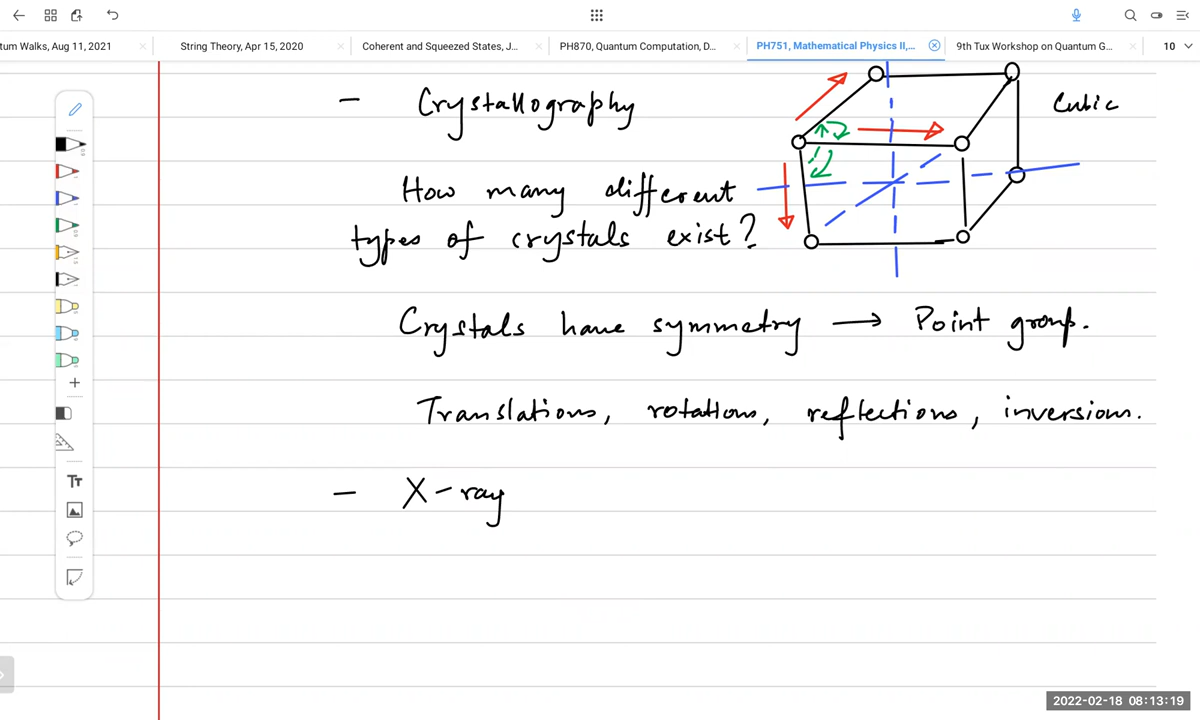 tum Walks, Aug 11, 2021
String Theory, Apr 15, 2020
Coherent and Squeezed States, J...
PH870, Quantum Computation, D...
PH751, Mathematical Physics II,...
9th Tux Workshop on Quantum G...
10
- Crystallography
Cubic
How many different
types of crystals exist?
Crystals have symmetry → Point group.
Translations, rotations, reflections, inversions.
- X-ray
TT
2022-02-18 08:13:19